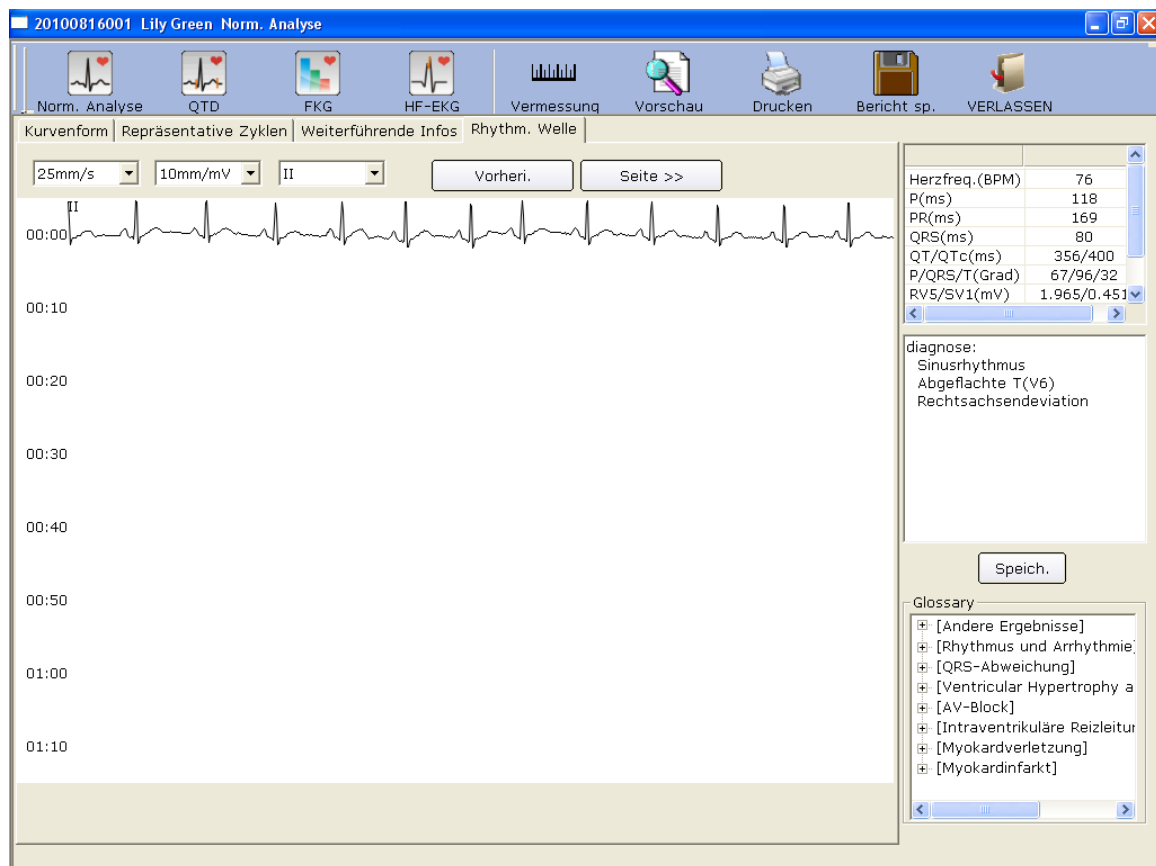 20100816001 Lily Green Norm. Analyse
Norm. Analyse QTD FKG HF-EKG Vermessung Vorschau Drucken Bericht sp. VERLASSEN
Kurvenform Repräsentative Zyklen Weiterführende Infos Rhythm. Welle
25mm/s 10mm/mV II Vorheri. Seite >>
II
00:00
00:10
00:20
00:30
00:40
00:50
01:00
01:10
Herzfreq.(BPM) 76
P(ms) 118
PR(ms) 169
QRS(ms) 80
QT/QTc(ms) 356/400
P/QRS/T(Grad) 67/96/32
RV5/SV1(mV) 1.965/0.451
diagnose:
Sinusrhythmus
Abgeflachte T(V6)
Rechtsachsendeviation
Speich.
Glossary
[Andere Ergebnisse]
[Rhythmus und Arrhythmie]
[QRS-Abweichung]
[Ventricular Hypertrophy a
[AV-Block]
[Intraventrikuläre Reizleitur
[Myokardverletzung]
[Myokardinfarkt]